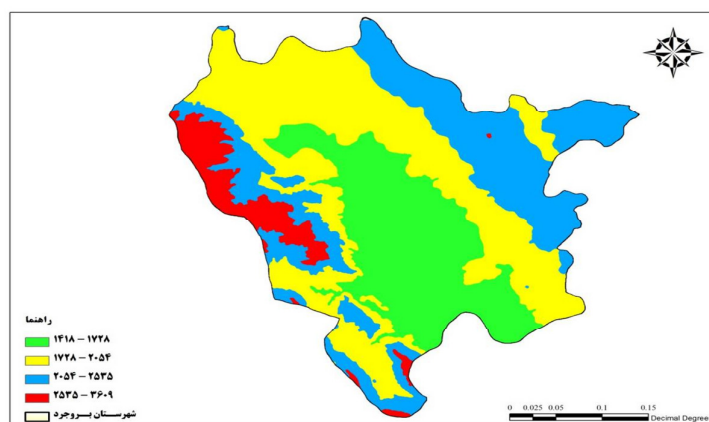 راهنما
۱۴۱۸ – ۱۷۲۸
۱۷۲۸ – ۲۰۵۴
۲۰۵۴ – ۲۵۳۵
۲۵۳۵ – ۳۶۰۹
شهرستان بروجرد
0 0.025 0.05 0.1 0.15
Decimal Degree